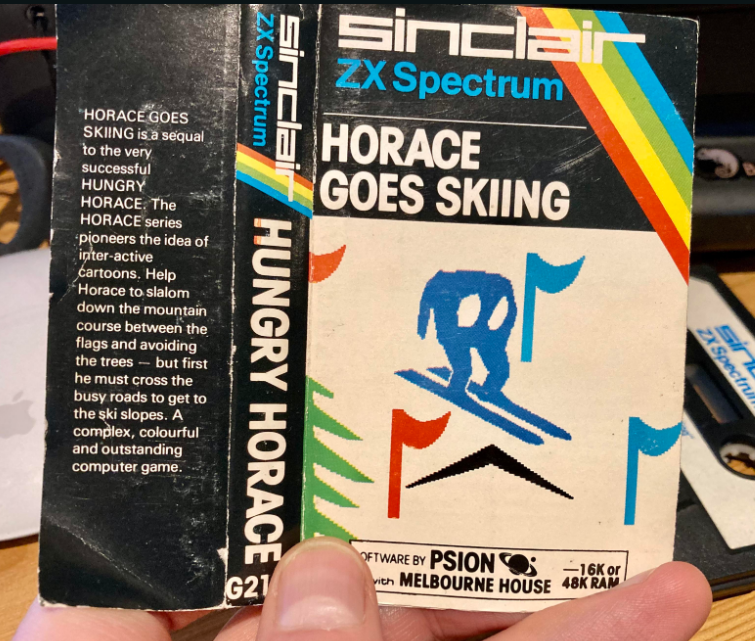 HORACE GOES
SKIING is a sequal
to the very
successful
HUNGRY
HORACE. The
HORACE series
pioneers the idea of
inter-active
cartoons. Help
Horace to slalom
down the mountain
course between the
flags and avoiding
the trees — but first
he must cross the
busy roads to get to
the ski slopes. A
complex, colourful
and outstanding
computer game.
sinclair
ZX Spectrum
HUNGRY HORACE
G21
sinclair
ZX Spectrum
HORACE
GOES SKIING
SOFTWARE BY PSION
with MELBOURNE HOUSE
—16K or
48K RAM